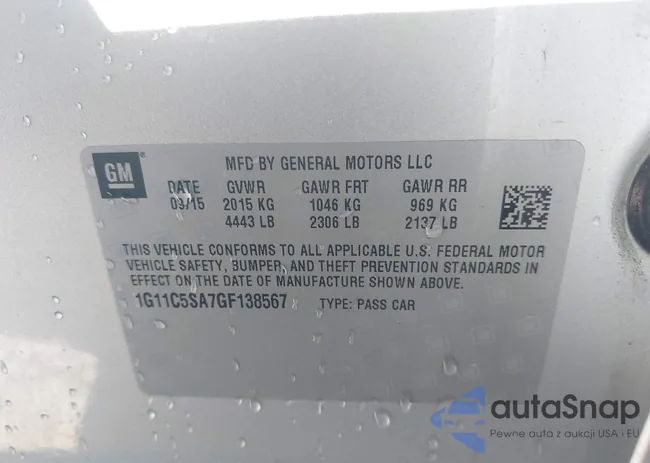 GM
MFD BY GENERAL MOTORS LLC
DATE GVWR GAWR FRT GAWR RR
09/15 2015 KG 1046 KG 969 KG
4443 LB 2306 LB 2137 LB
THIS VEHICLE CONFORMS TO ALL APPLICABLE U.S. FEDERAL MOTOR
VEHICLE SAFETY, BUMPER, AND THEFT PREVENTION STANDARDS IN
EFFECT ON THE DATE OF MANUFACTURE SHOWN ABOVE.
1G11C5SA7GF138567 TYPE: PASS CAR
autaSnap
Pewne auta z aukcji USA - EU